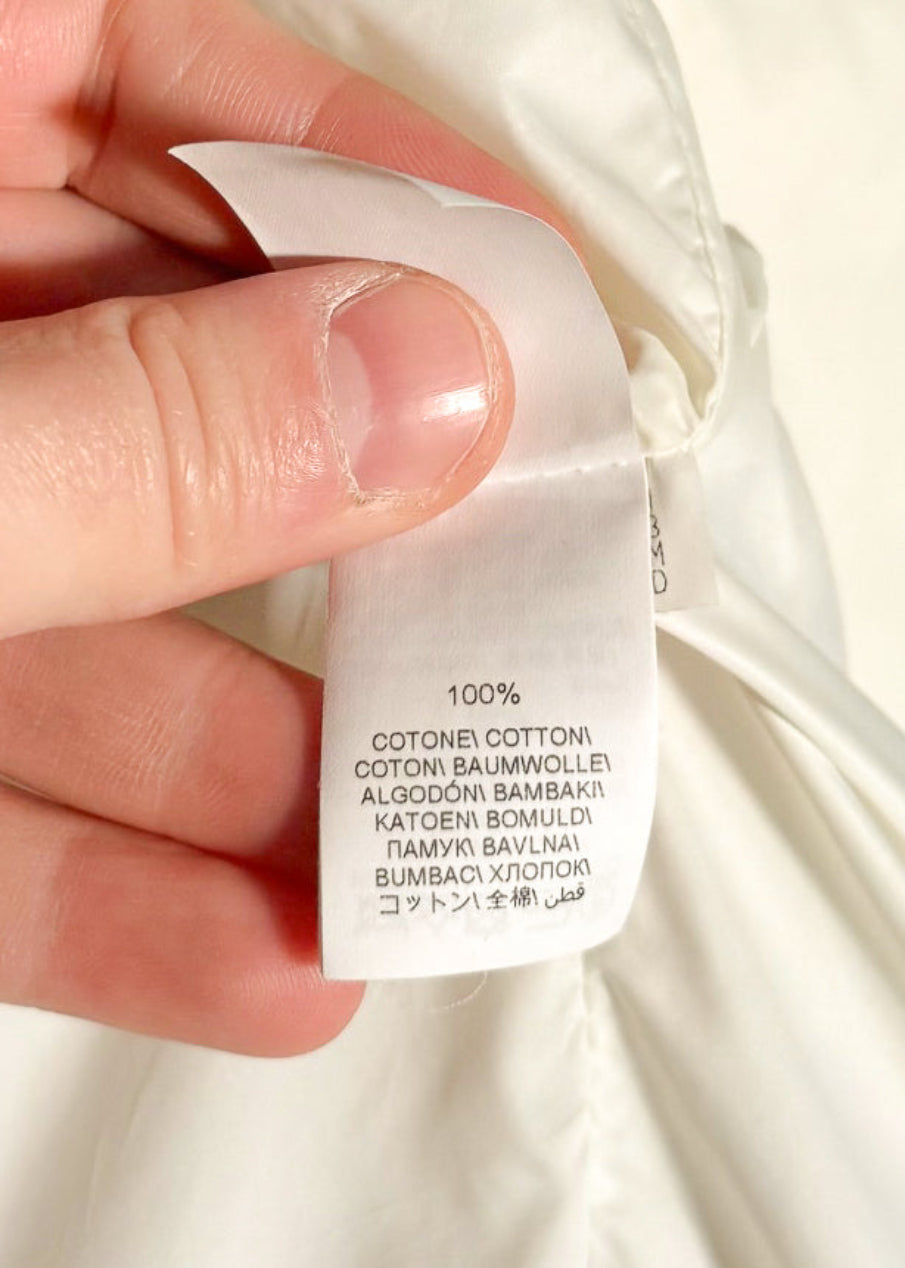 100%
COTONE\ COTTON\
COTON\ BAUMWOLLE\
ALGODÓN\ BAMBAKI\
KATOEN\ BOMULD\
ПАМУК\ BAVLNA\
BUMBAC\ ХЛОПОК\
コットン\ 全棉\ قطن